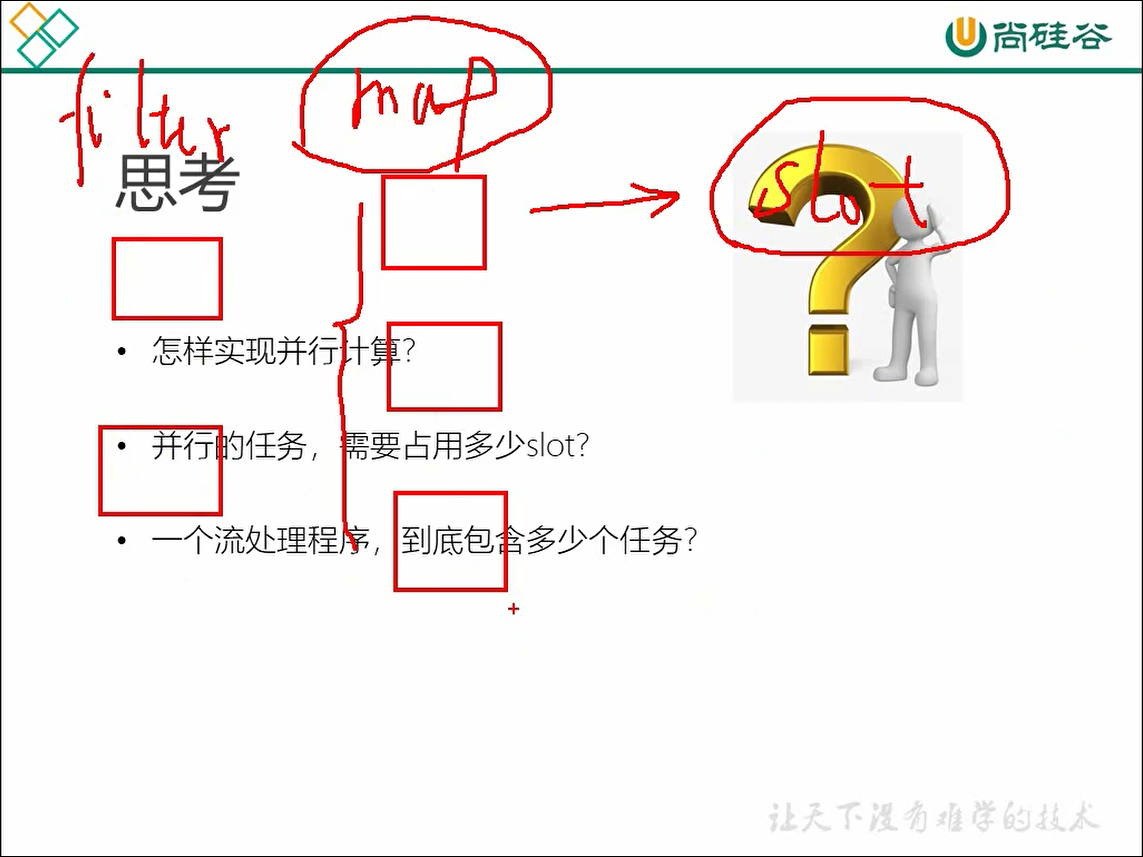 尚硅谷
filter
map
思考
slot
• 怎样实现并行计算?
• 并行的任务，需要占用多少slot?
• 一个流处理程序，到底包含多少个任务?
让天下没有难学的技术